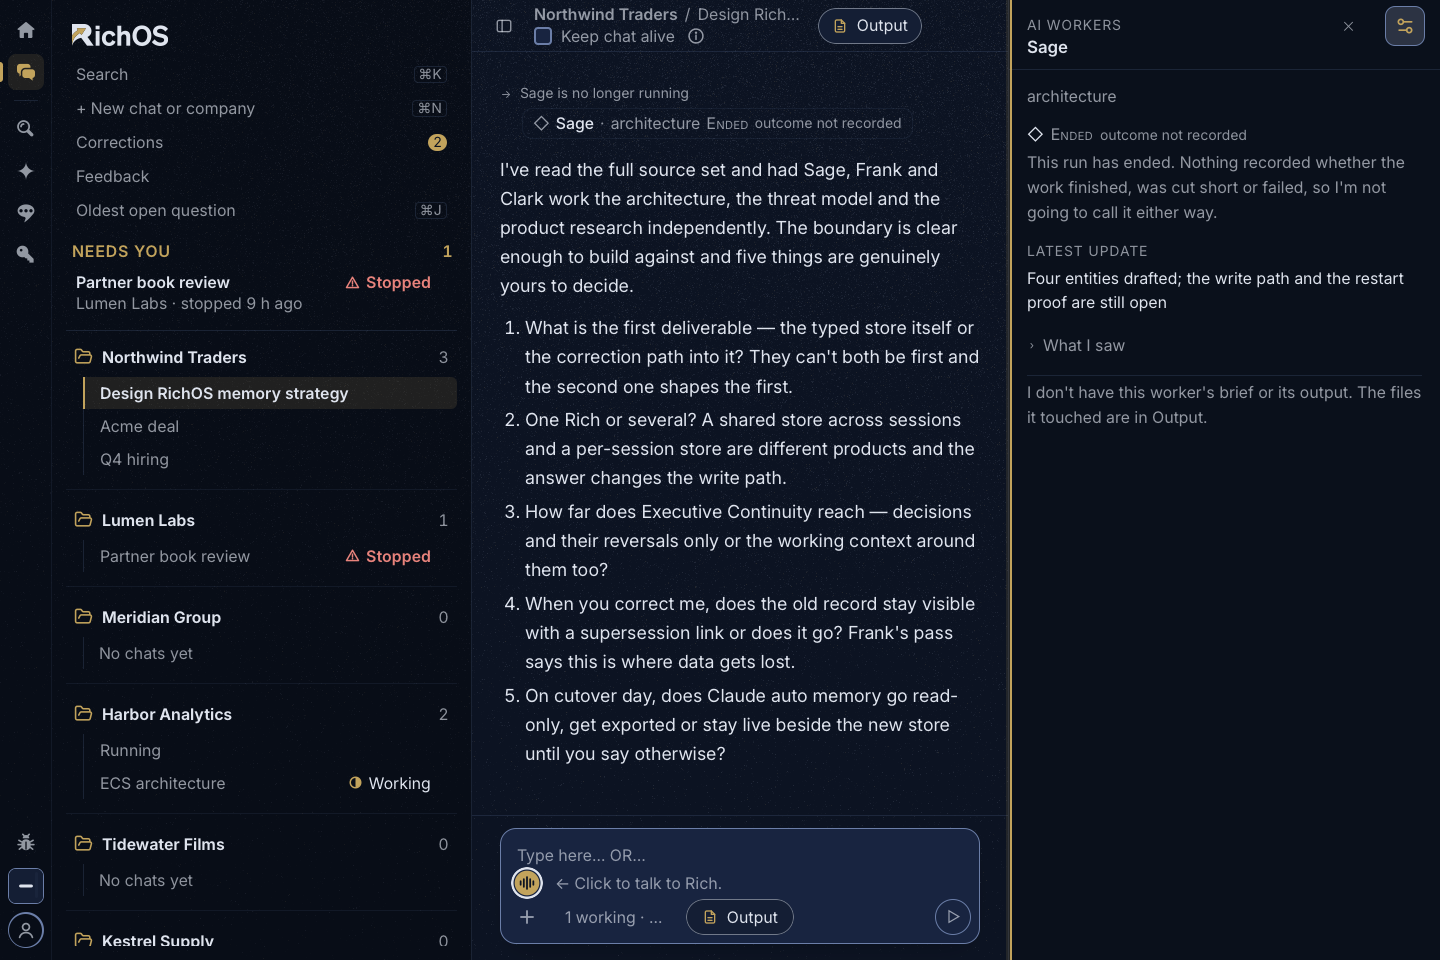 RichOS
Search ⌘K
+ New chat or company ⌘N
Corrections 2
Feedback
Oldest open question ⌘J
NEEDS YOU 1
Partner book review Stopped
Lumen Labs · stopped 9 h ago
Northwind Traders 3
Design RichOS memory strategy
Acme deal
Q4 hiring
Lumen Labs 1
Partner book review Stopped
Meridian Group 0
No chats yet
Harbor Analytics 2
Running
ECS architecture Working
Tidewater Films 0
No chats yet
Kestrel Supply 0
Northwind Traders / Design Rich...
Keep chat alive
Output
→ Sage is no longer running
Sage · architecture ENDED outcome not recorded
I've read the full source set and had Sage, Frank and
Clark work the architecture, the threat model and the
product research independently. The boundary is clear
enough to build against and five things are genuinely
yours to decide.
1. What is the first deliverable — the typed store itself or
the correction path into it? They can't both be first and
the second one shapes the first.
2. One Rich or several? A shared store across sessions
and a per-session store are different products and the
answer changes the write path.
3. How far does Executive Continuity reach — decisions
and their reversals only or the working context around
them too?
4. When you correct me, does the old record stay visible
with a supersession link or does it go? Frank's pass
says this is where data gets lost.
5. On cutover day, does Claude auto memory go read-
only, get exported or stay live beside the new store
until you say otherwise?
Type here... OR...
← Click to talk to Rich.
1 working · ...
Output
AI WORKERS
Sage
architecture
ENDED outcome not recorded
This run has ended. Nothing recorded whether the
work finished, was cut short or failed, so I'm not
going to call it either way.
LATEST UPDATE
Four entities drafted; the write path and the restart
proof are still open
› What I saw
I don't have this worker's brief or its output. The files
it touched are in Output.